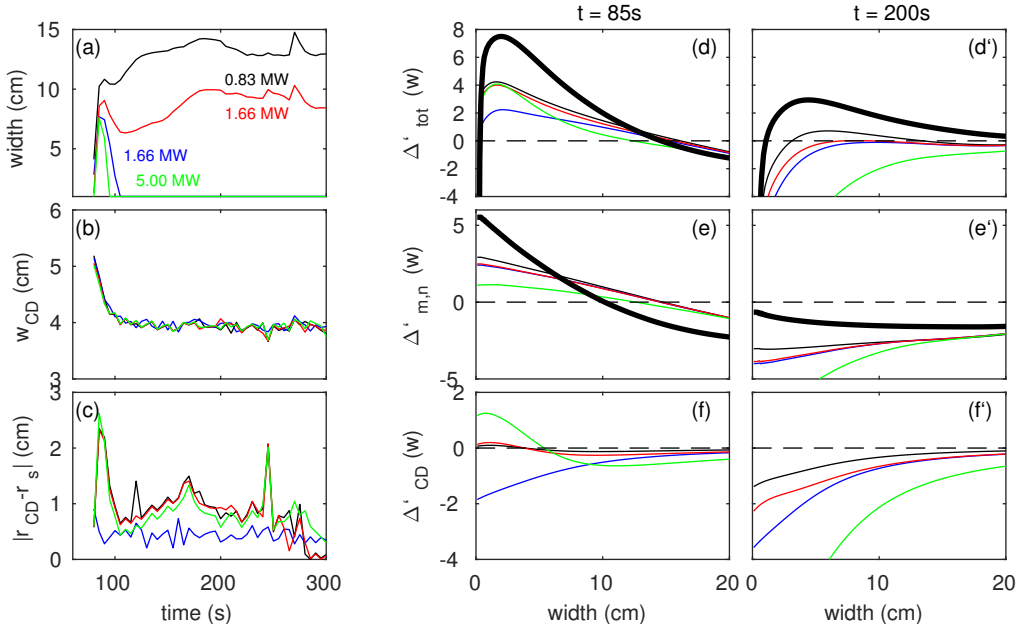 t = 85s
t = 200s
(a)
width (cm)
15
10
5
0.83 MW
1.66 MW
1.66 MW
5.00 MW
(b)
w_CD (cm)
6
5
4
3
(c)
|r_CD-r_s| (cm)
3
2
1
0
100
200
300
time (s)
(d)
Δ‘_tot (w)
8
6
4
2
0
-2
-4
(d‘)
(e)
Δ‘_m,n (w)
5
0
-5
(e‘)
(f)
Δ‘_CD (w)
2
0
-2
-4
0
10
20
width (cm)
(f‘)
0
10
20
width (cm)